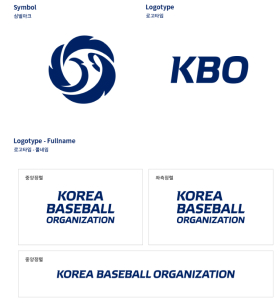 Symbol
심벌마크
Logotype
로고타입
KBO
Logotype - Fullname
로고타입 - 풀네임
중앙정렬
KOREA
BASEBALL
ORGANIZATION
좌측정렬
KOREA
BASEBALL
ORGANIZATION
중앙정렬
KOREA BASEBALL ORGANIZATION